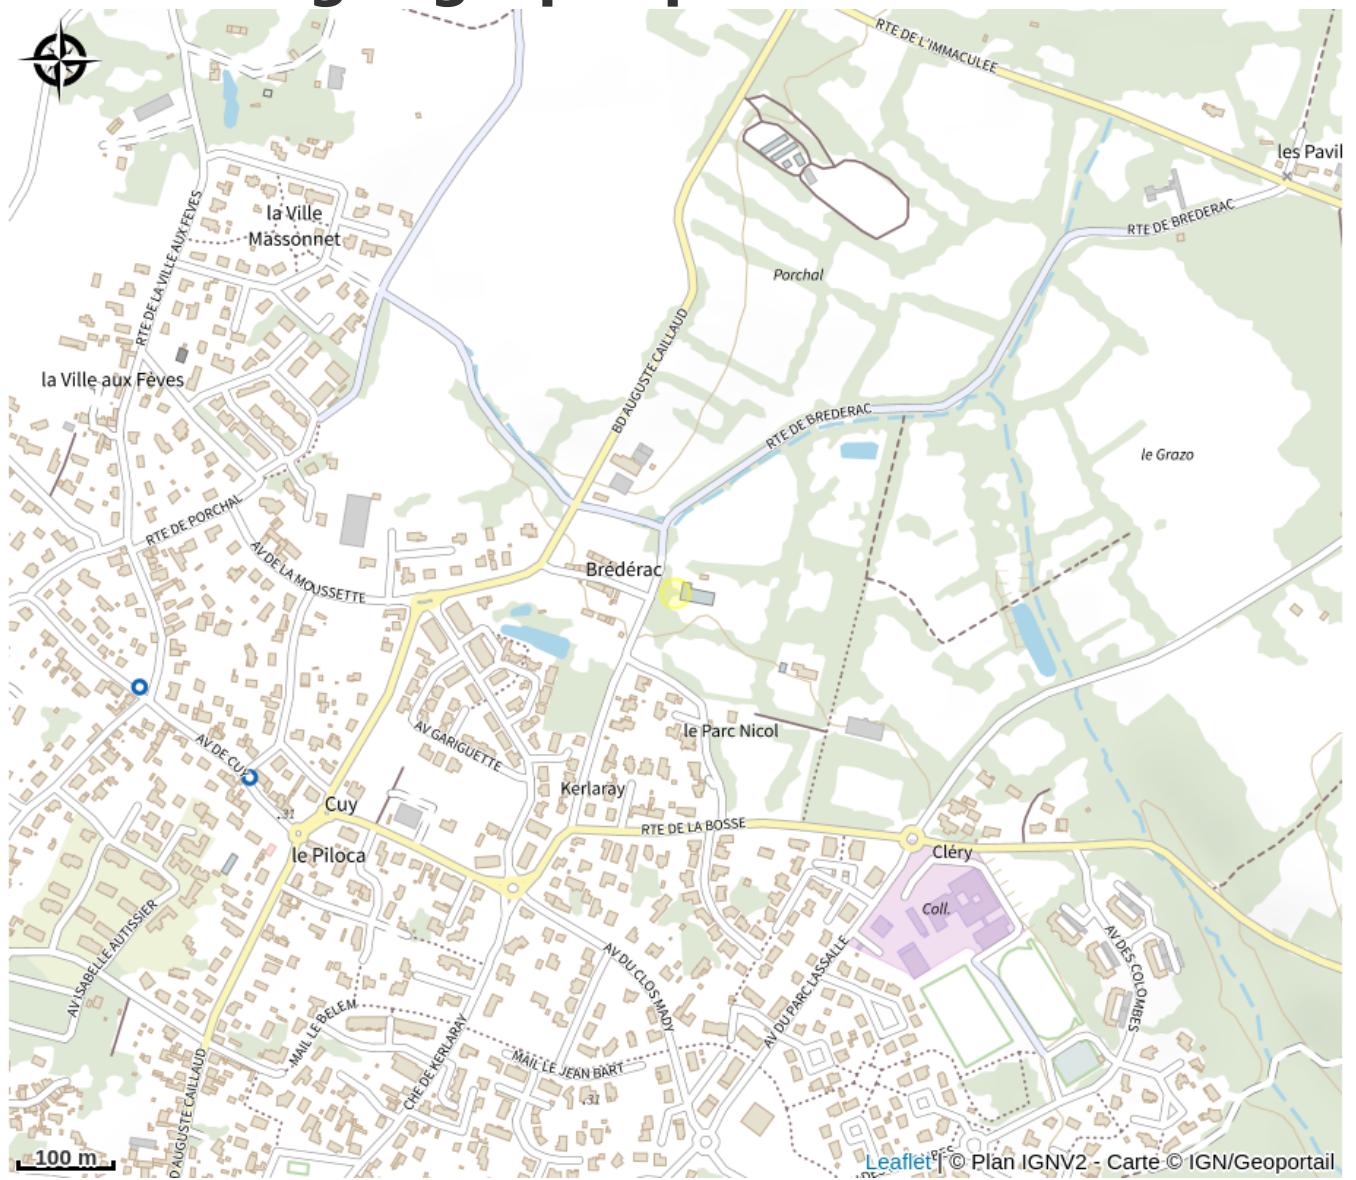 RTE DE L'IMMACULEE
les Pavil
RTE DE BREDERAC
la Ville
Massonnet
RTE DE LA VILLE AUX FEVES
Porchal
BD AUGUSTE CAILLAUD
la Ville aux Fèves
RTE DE BREDERAC
le Grazo
RTE DE PORCHAL
AV DE LA MOUSSETTE
Brédérac
AV GARIGUETTE
le Parc Nicol
AV DE CUY
Kerlaray
Cuy
.31
RTE DE LA BOSSE
le Piloca
Cléry
Coll.
AV ISABELLE AUTISSIER
AV DU CLOS MADY
AV DU PARC LASSALLE
AV DES COLOMBES
MAIL LE BELEM
CHE DE KERLARAY
MAIL LE JEAN BART
.31
D AUGUSTE CAILLAUD
100 m
Leaflet | © Plan IGNV2 - Carte © IGN/Geoportail